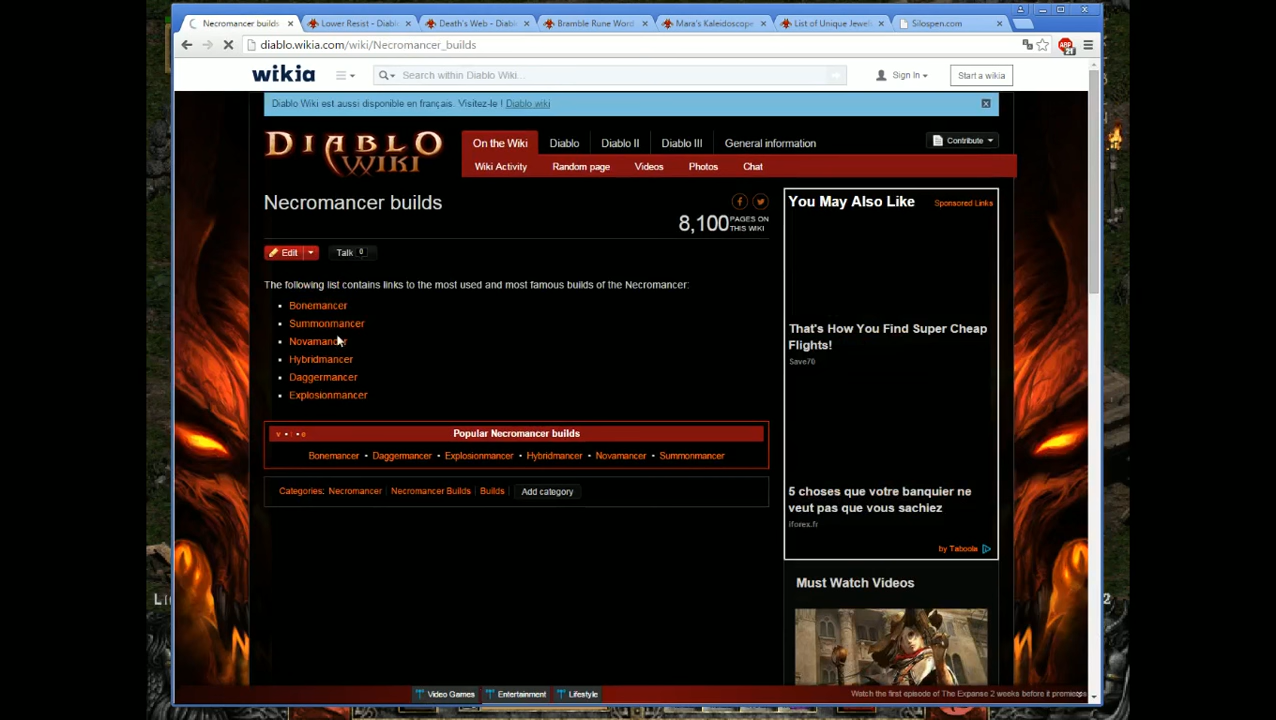 Necromancer builds
Lower Resist - Diablo
Death's Web - Diablo
Bramble Rune Word
Mara's Kaleidoscope
List of Unique Jewels
Silospen.com
diablo.wikia.com/wiki/Necromancer_builds
wikia
Search within Diablo Wiki...
Sign In
Start a wikia
Diablo Wiki est aussi disponible en français. Visitez-le ! Diablo wiki
DIABLO
WIKI
On the Wiki
Diablo
Diablo II
Diablo III
General information
Contribute
Wiki Activity
Random page
Videos
Photos
Chat
Necromancer builds
8,100 PAGES ON THIS WIKI
Edit
Talk 0
The following list contains links to the most used and most famous builds of the Necromancer:
Bonemancer
Summonmancer
Novamancer
Hybridmancer
Daggermancer
Explosionmancer
v • t • e
Popular Necromancer builds
Bonemancer • Daggermancer • Explosionmancer • Hybridmancer • Novamancer • Summonmancer
Categories: Necromancer Necromancer Builds Builds Add category
You May Also Like
Sponsored Links
That's How You Find Super Cheap
Flights!
Save70
5 choses que votre banquier ne
veut pas que vous sachiez
iforex.fr
by Taboola
Must Watch Videos
Video Games
Entertainment
Lifestyle
Watch the first episode of The Expanse 2 weeks before it premieres